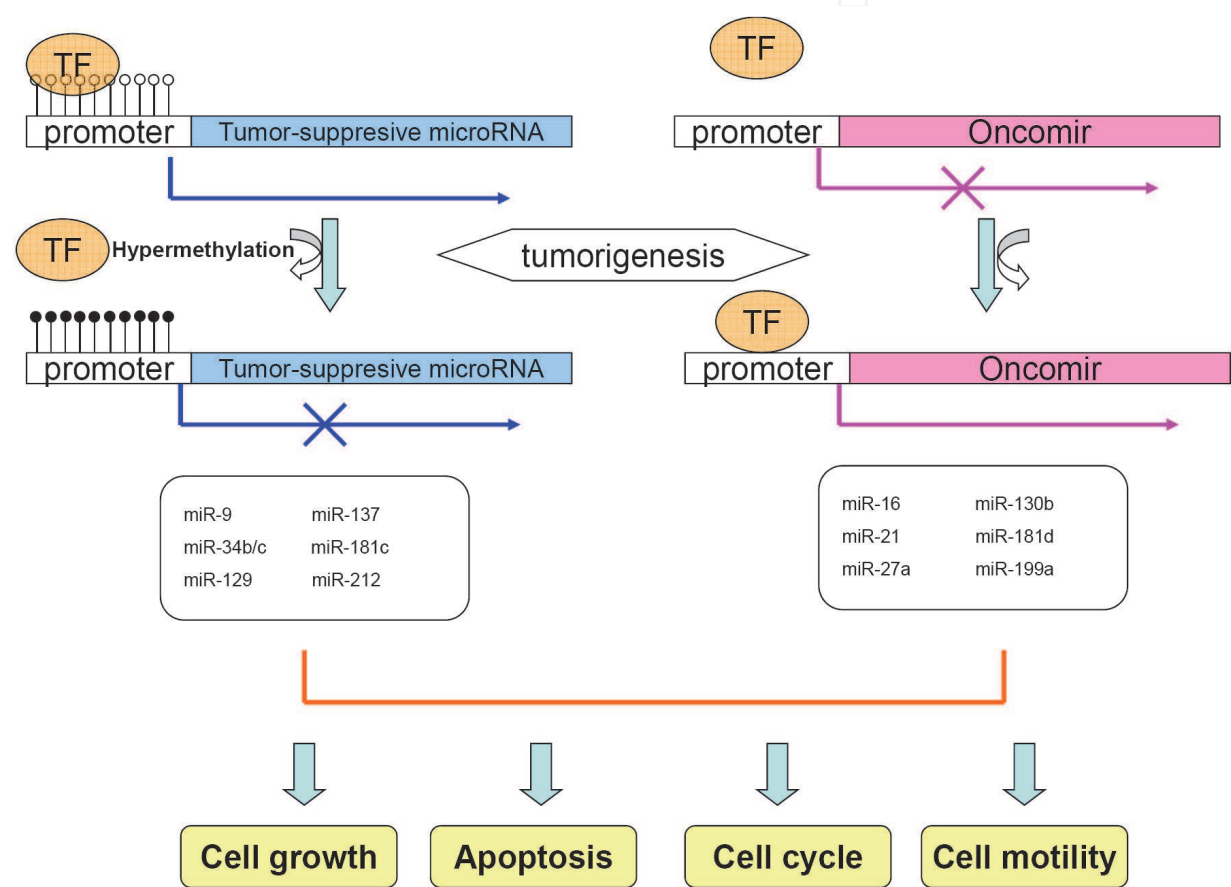 TF
promoter
Tumor-suppresive microRNA
TF
promoter
Oncomir
TF
Hypermethylation
tumorigenesis
promoter
Tumor-suppresive microRNA
TF
promoter
Oncomir
miR-9 miR-137
miR-34b/c miR-181c
miR-129 miR-212
miR-16 miR-130b
miR-21 miR-181d
miR-27a miR-199a
Cell growth
Apoptosis
Cell cycle
Cell motility